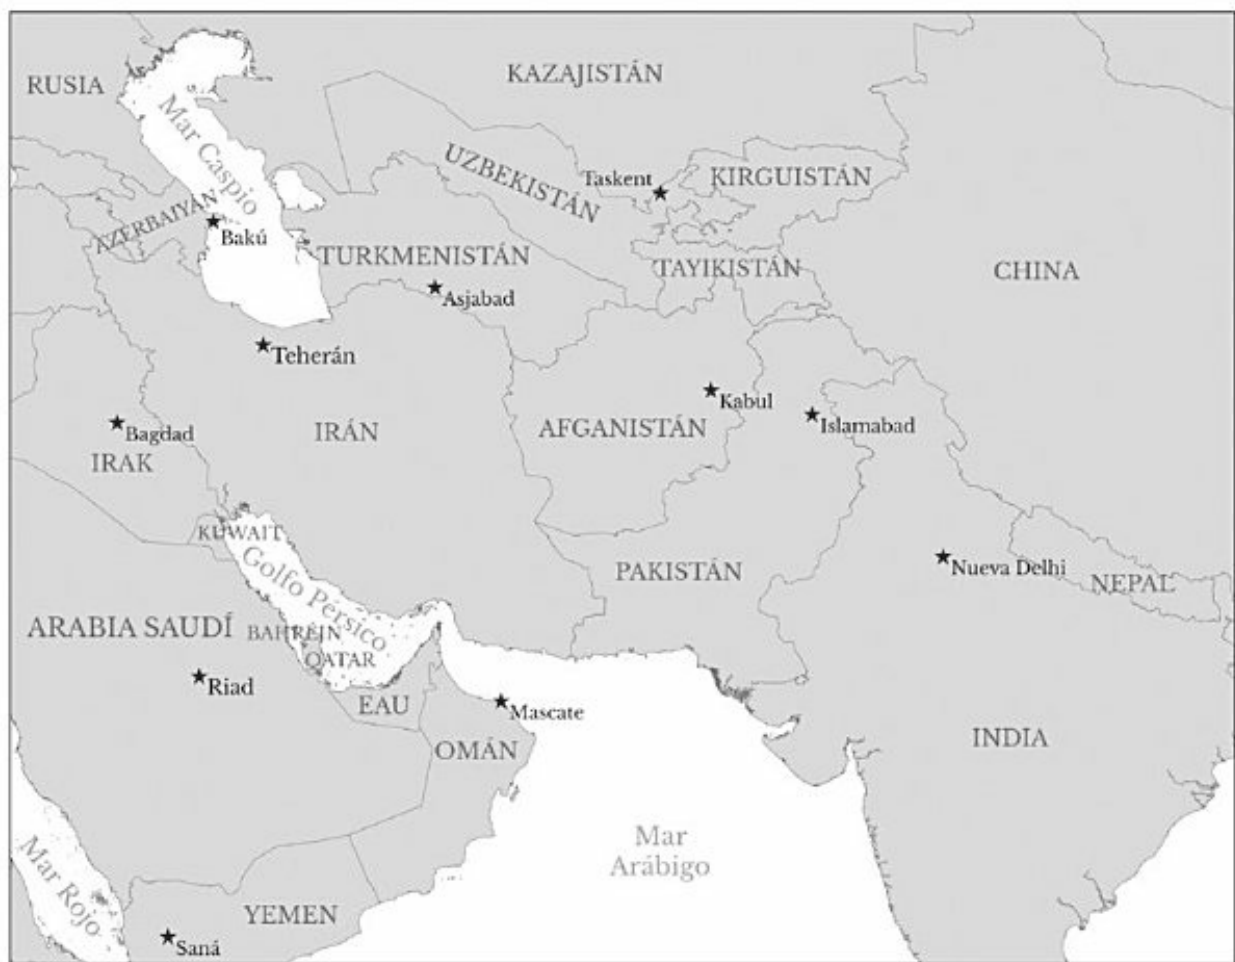 KAZAJISTÁN
RUSIA
Mar Caspio
UZBEKISTÁN
Taskent
KIRGUISTÁN
AZERBAIYÁN
Bakú
TURKMENISTÁN
TAYIKISTÁN
CHINA
Asjabad
Teherán
Kabul
Islamabad
AFGANISTÁN
IRÁN
Bagdad
IRAK
KUWAIT
Golfo Pérsico
PAKISTÁN
Nueva Delhi
NEPAL
ARABIA SAUDÍ
BAHRÉIN
QATAR
Riad
EAU
Mascate
OMÁN
INDIA
Mar
Arábigo
Mar Rojo
YEMEN
Saná